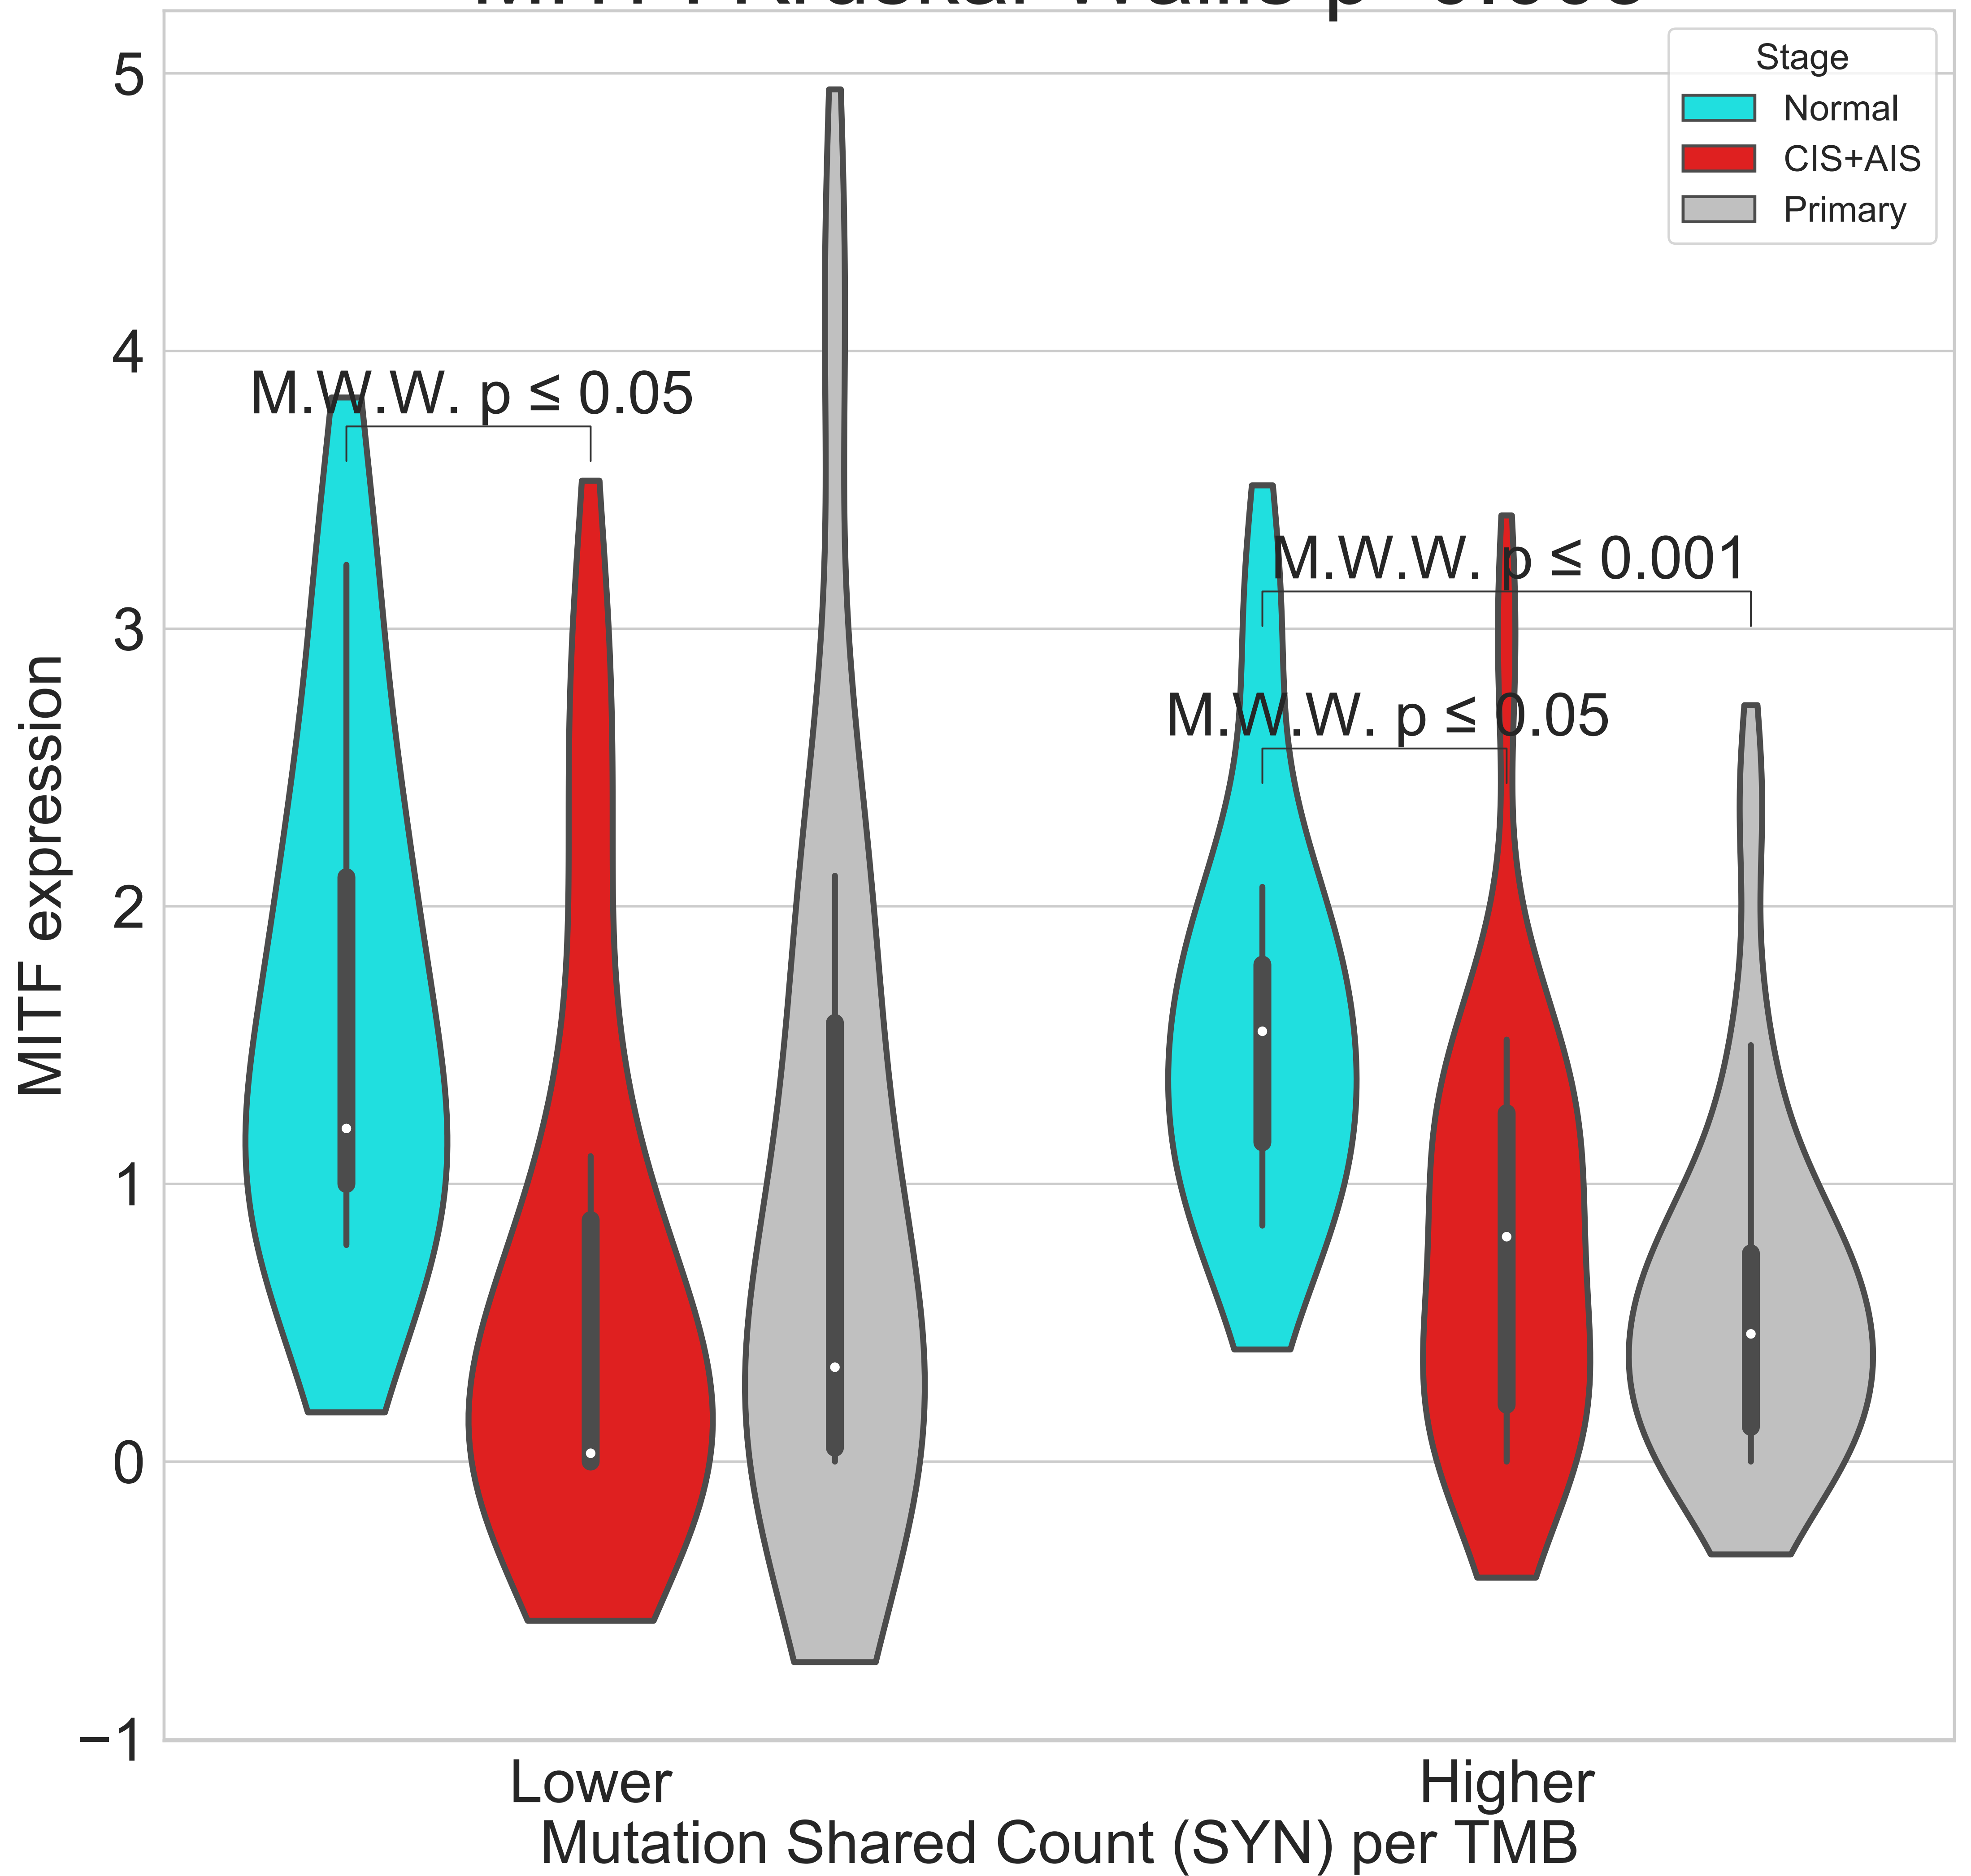 Stage
Normal
CIS+AIS
Primary
5
4
3
2
1
0
−1
MITF expression
M.W.W. p ≤ 0.05
M.W.W. p ≤ 0.001
M.W.W. p ≤ 0.05
Lower
Higher
Mutation Shared Count (SYN) per TMB